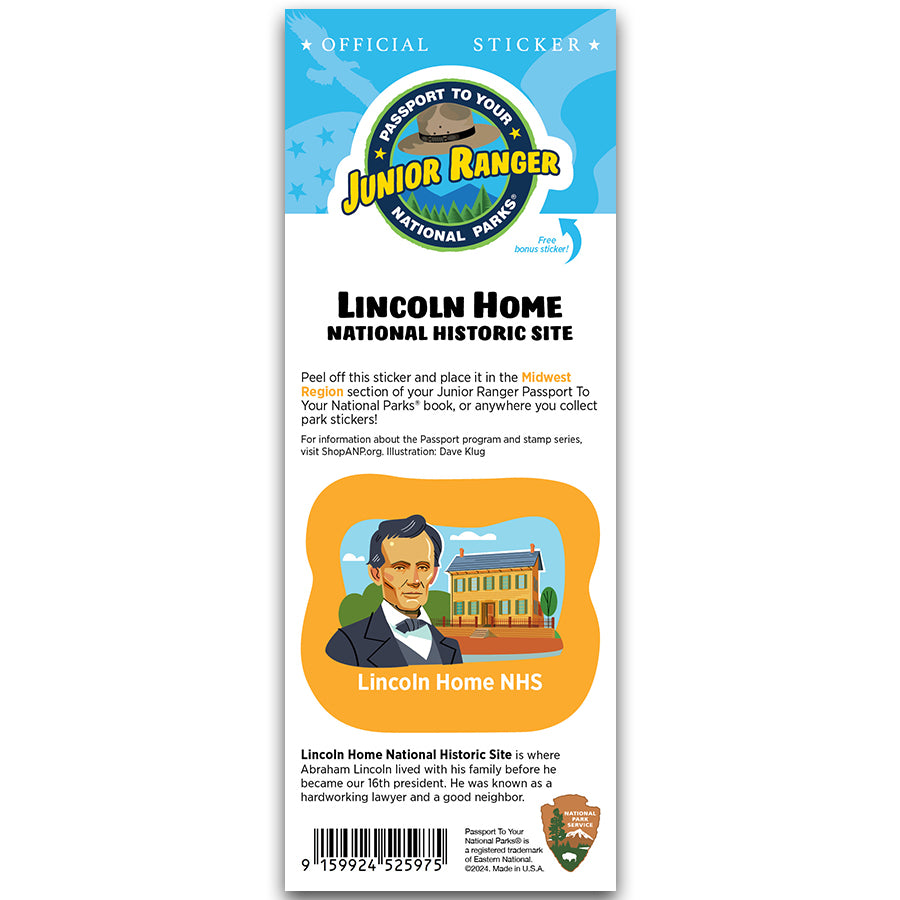 ★ OFFICIAL STICKER ★
PASSPORT TO YOUR
JUNIOR RANGER
NATIONAL PARKS®
Free
bonus sticker!
LINCOLN HOME
NATIONAL HISTORIC SITE
Peel off this sticker and place it in the Midwest
Region section of your Junior Ranger Passport To
Your National Parks® book, or anywhere you collect
park stickers!
For information about the Passport program and stamp series,
visit ShopANP.org. Illustration: Dave Klug
Lincoln Home NHS
Lincoln Home National Historic Site is where
Abraham Lincoln lived with his family before he
became our 16th president. He was known as a
hardworking lawyer and a good neighbor.
NATIONAL
PARK
SERVICE
9 159924 525975
Passport To Your
National Parks® is
a registered trademark
of Eastern National.
©2024. Made in U.S.A.